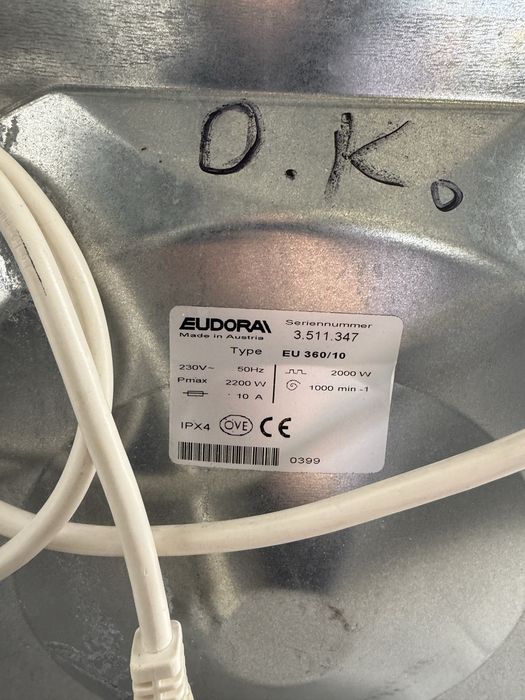 O.K.
EUDORA
Seriennummer
Made in Austria
3.511.347
Type EU 360/10
230V~ 50Hz 2000 W
Pmax 2200 W 1000 min -1
10 A
IPX4 OVE CE
0399